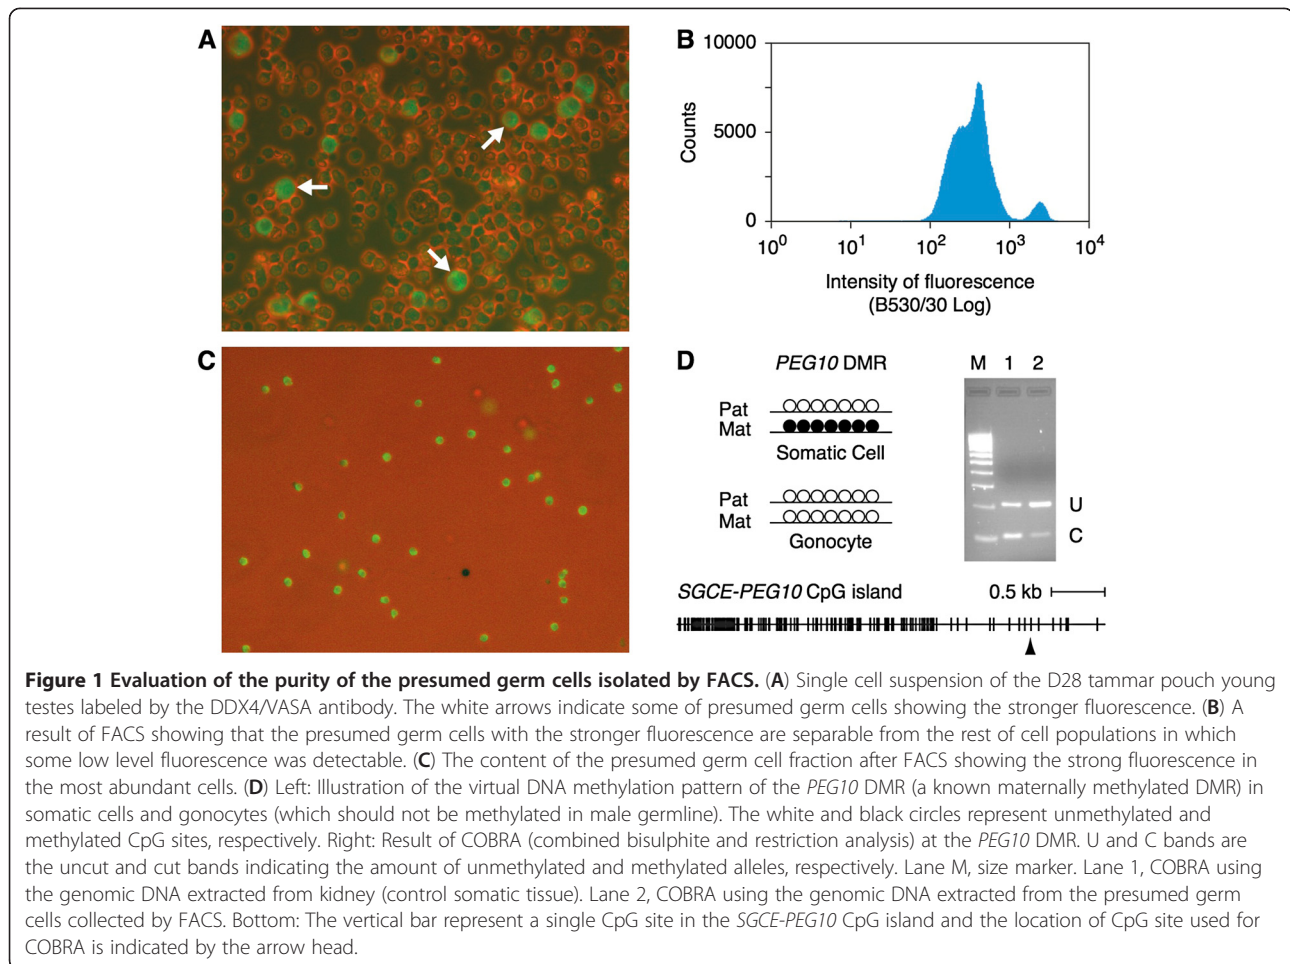 A
B
10000
5000
0
Counts
10⁰ 10¹ 10² 10³ 10⁴
Intensity of fluorescence
(B530/30 Log)
C
D
PEG10 DMR
M 1 2
Pat
Mat
Somatic Cell
Pat
Mat
Gonocyte
U
C
SGCE-PEG10 CpG island
0.5 kb
Figure 1 Evaluation of the purity of the presumed germ cells isolated by FACS. (A) Single cell suspension of the D28 tammar pouch young
testes labeled by the DDX4/VASA antibody. The white arrows indicate some of presumed germ cells showing the stronger fluorescence. (B) A
result of FACS showing that the presumed germ cells with the stronger fluorescence are separable from the rest of cell populations in which
some low level fluorescence was detectable. (C) The content of the presumed germ cell fraction after FACS showing the strong fluorescence in
the most abundant cells. (D) Left: Illustration of the virtual DNA methylation pattern of the PEG10 DMR (a known maternally methylated DMR) in
somatic cells and gonocytes (which should not be methylated in male germline). The white and black circles represent unmethylated and
methylated CpG sites, respectively. Right: Result of COBRA (combined bisulphite and restriction analysis) at the PEG10 DMR. U and C bands are
the uncut and cut bands indicating the amount of unmethylated and methylated alleles, respectively. Lane M, size marker. Lane 1, COBRA using
the genomic DNA extracted from kidney (control somatic tissue). Lane 2, COBRA using the genomic DNA extracted from the presumed germ
cells collected by FACS. Bottom: The vertical bar represent a single CpG site in the SGCE-PEG10 CpG island and the location of CpG site used for
COBRA is indicated by the arrow head.